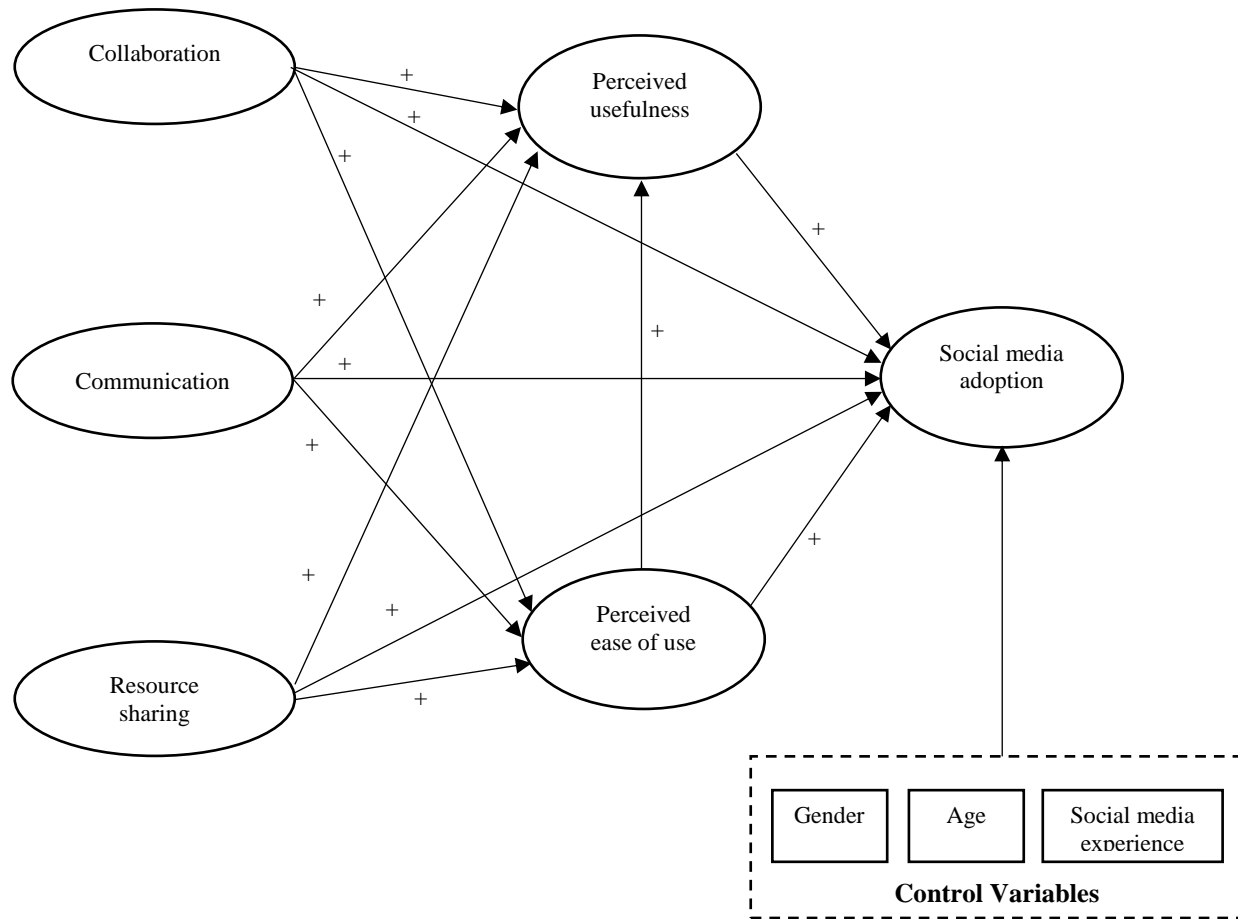 Collaboration
+
+
+
Perceived
usefulness
+
+
+
+
Communication
Social media
adoption
+
+
+
+
Perceived
ease of use
Resource
sharing
+
Gender
Age
Social media
experience
Control Variables